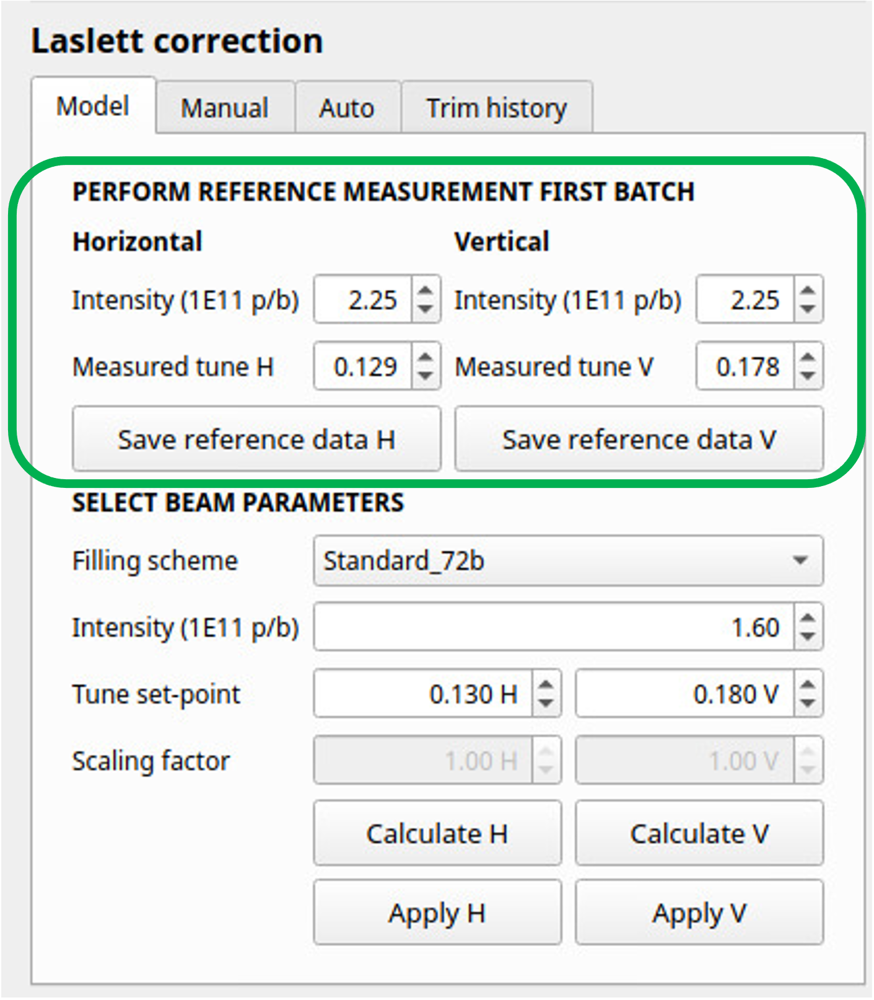 Laslett correction
Model Manual Auto Trim history
PERFORM REFERENCE MEASUREMENT FIRST BATCH
Horizontal Vertical
Intensity (1E11 p/b) 2.25 Intensity (1E11 p/b) 2.25
Measured tune H 0.129 Measured tune V 0.178
Save reference data H Save reference data V
SELECT BEAM PARAMETERS
Filling scheme Standard_72b
Intensity (1E11 p/b) 1.60
Tune set-point 0.130 H 0.180 V
Scaling factor 1.00 H 1.00 V
Calculate H Calculate V
Apply H Apply V